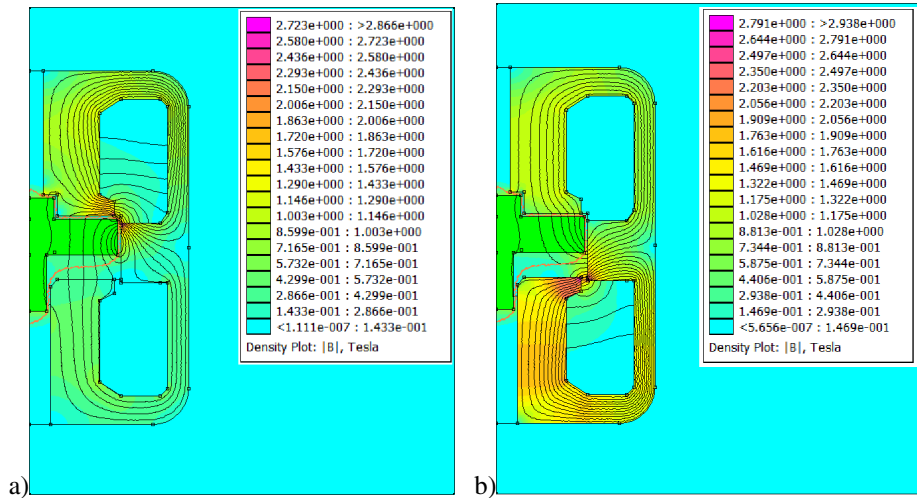 2.723e+000 : >2.866e+000
2.580e+000 : 2.723e+000
2.436e+000 : 2.580e+000
2.293e+000 : 2.436e+000
2.150e+000 : 2.293e+000
2.006e+000 : 2.150e+000
1.863e+000 : 2.006e+000
1.720e+000 : 1.863e+000
1.576e+000 : 1.720e+000
1.433e+000 : 1.576e+000
1.290e+000 : 1.433e+000
1.146e+000 : 1.290e+000
1.003e+000 : 1.146e+000
8.599e-001 : 1.003e+000
7.165e-001 : 8.599e-001
5.732e-001 : 7.165e-001
4.299e-001 : 5.732e-001
2.866e-001 : 4.299e-001
1.433e-001 : 2.866e-001
<1.111e-007 : 1.433e-001
Density Plot: |B|, Tesla
a)
2.791e+000 : >2.938e+000
2.644e+000 : 2.791e+000
2.497e+000 : 2.644e+000
2.350e+000 : 2.497e+000
2.203e+000 : 2.350e+000
2.056e+000 : 2.203e+000
1.909e+000 : 2.056e+000
1.763e+000 : 1.909e+000
1.616e+000 : 1.763e+000
1.469e+000 : 1.616e+000
1.322e+000 : 1.469e+000
1.175e+000 : 1.322e+000
1.028e+000 : 1.175e+000
8.813e-001 : 1.028e+000
7.344e-001 : 8.813e-001
5.875e-001 : 7.344e-001
4.406e-001 : 5.875e-001
2.938e-001 : 4.406e-001
1.469e-001 : 2.938e-001
<5.656e-007 : 1.469e-001
Density Plot: |B|, Tesla
b)